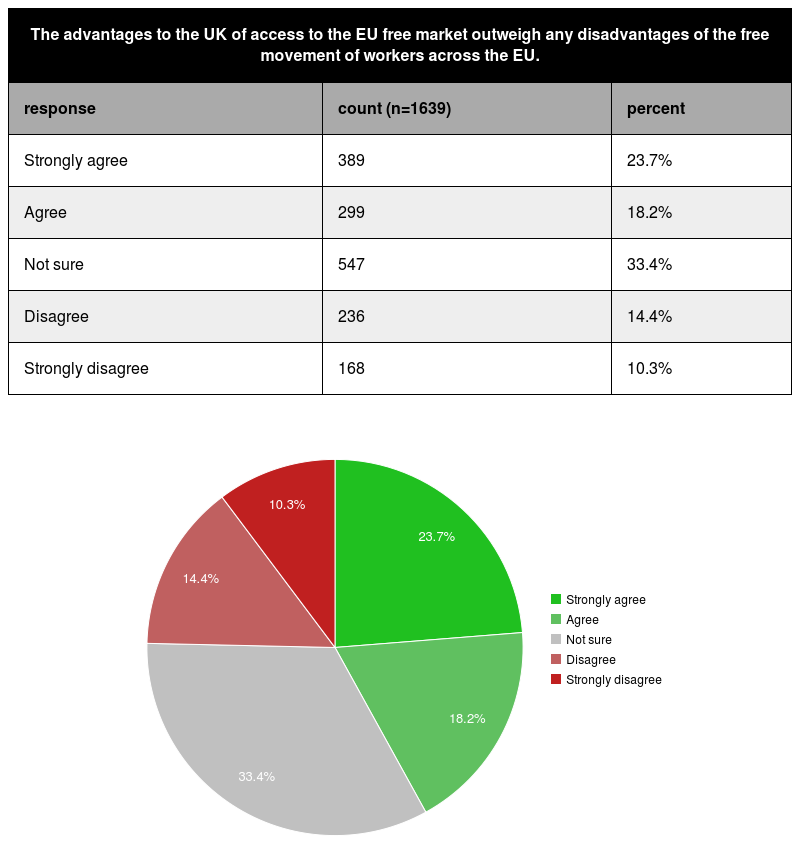 The advantages to the UK of access to the EU free market outweigh any disadvantages of the free
movement of workers across the EU.
response count (n=1639) percent
Strongly agree 389 23.7%
Agree 299 18.2%
Not sure 547 33.4%
Disagree 236 14.4%
Strongly disagree 168 10.3%
10.3%
23.7%
14.4%
18.2%
33.4%
Strongly agree
Agree
Not sure
Disagree
Strongly disagree